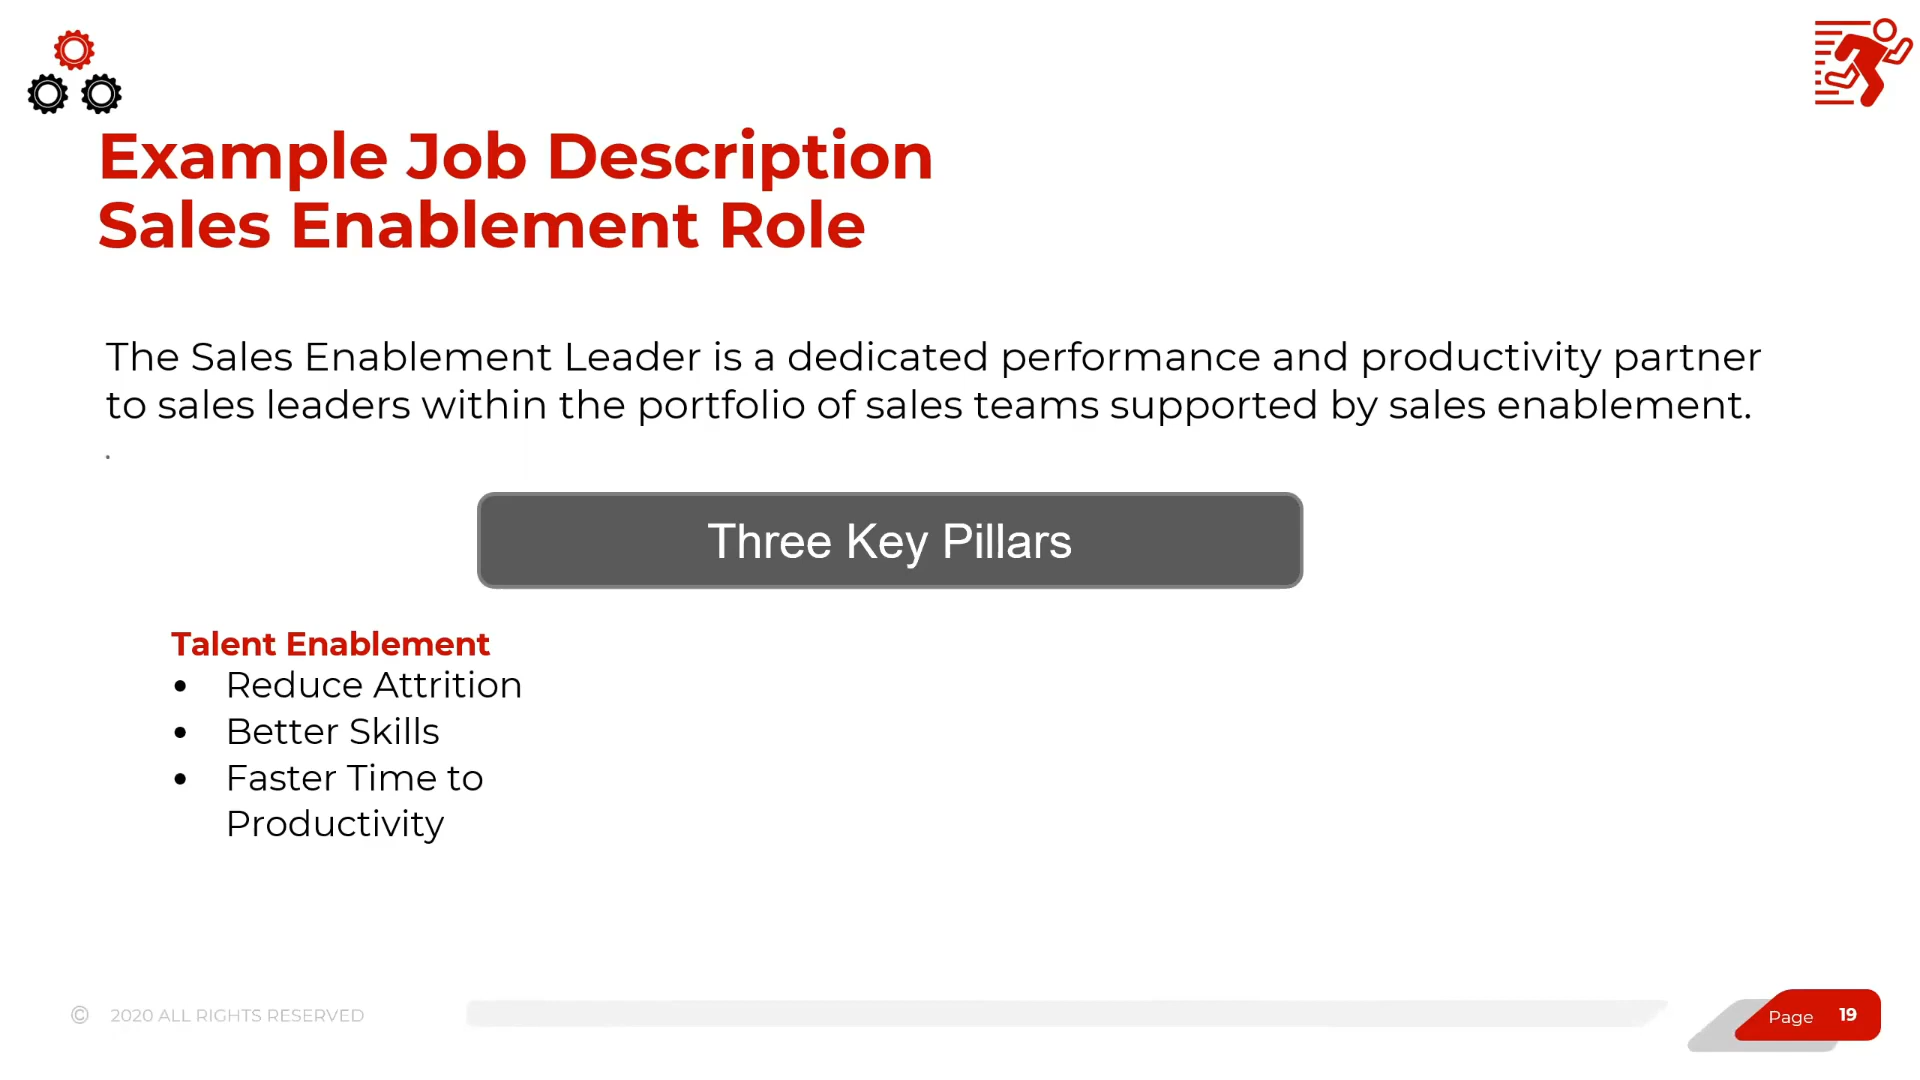 Example Job Description
Sales Enablement Role
The Sales Enablement Leader is a dedicated performance and productivity partner
to sales leaders within the portfolio of sales teams supported by sales enablement.
.
Three Key Pillars
Talent Enablement
• Reduce Attrition
• Better Skills
• Faster Time to
Productivity
© 2020 ALL RIGHTS RESERVED
Page 19